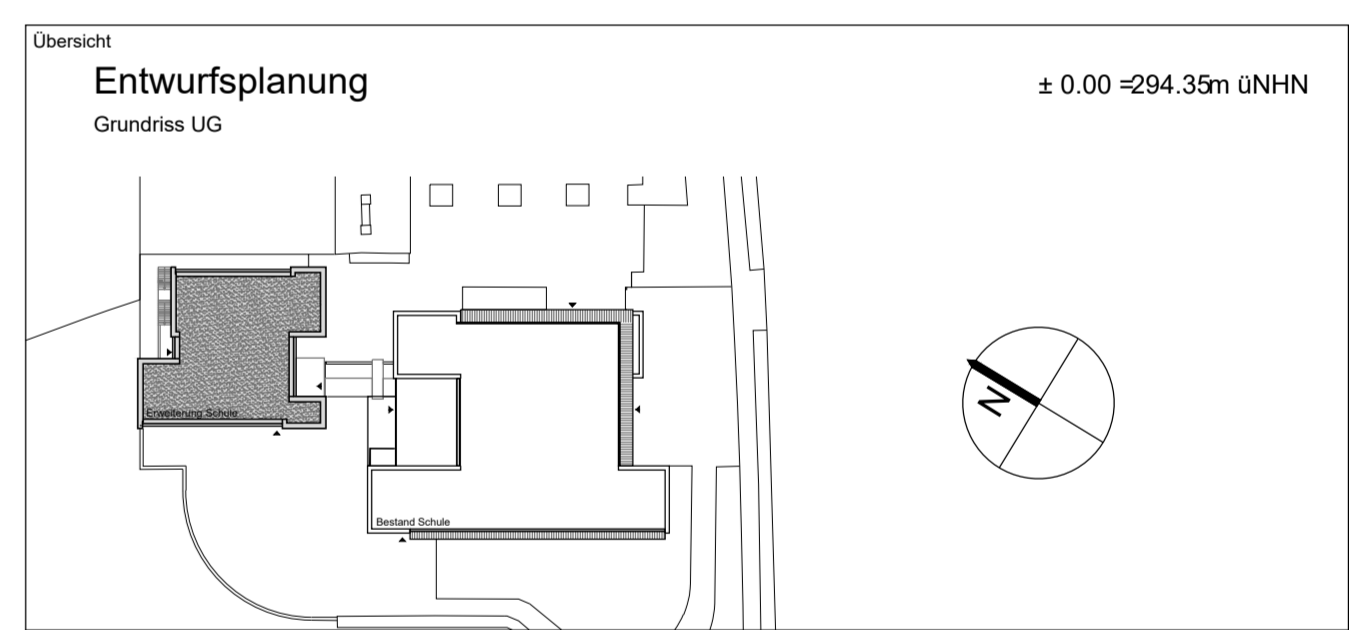 Übersicht
Entwurfsplanung
± 0.00 =294.35m üNHN
Grundriss UG
Erweiterung Schule
N
Bestand Schule